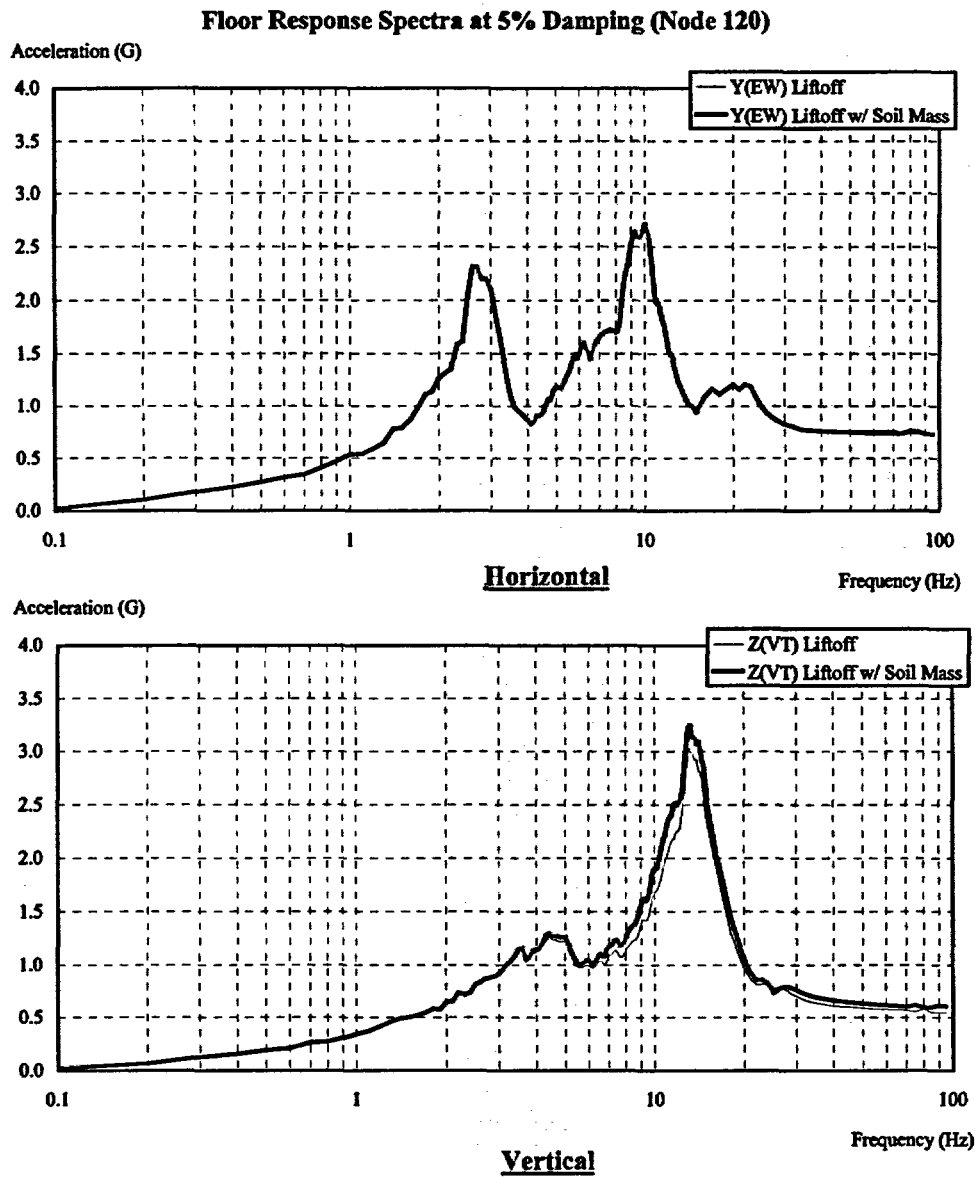 Floor Response Spectra at 5% Damping (Node 120)
Acceleration (G)
Y(EW) Liftoff
Y(EW) Liftoff w/ Soil Mass
4.0
3.5
3.0
2.5
2.0
1.5
1.0
0.5
0.0
0.1 1 10 100
Horizontal
Frequency (Hz)
Acceleration (G)
Z(VT) Liftoff
Z(VT) Liftoff w/ Soil Mass
4.0
3.5
3.0
2.5
2.0
1.5
1.0
0.5
0.0
0.1 1 10 100
Frequency (Hz)
Vertical